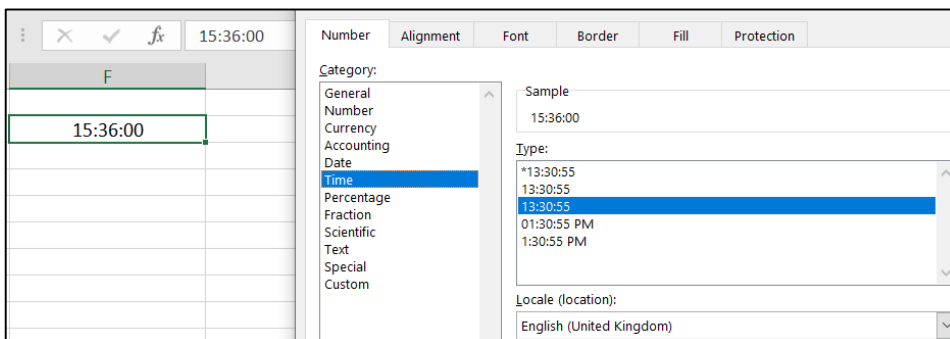 fx 15:36:00
F
15:36:00
Number Alignment Font Border Fill Protection
Category:
General
Number
Currency
Accounting
Date
Time
Percentage
Fraction
Scientific
Text
Special
Custom
Sample
15:36:00
Type:
*13:30:55
13:30:55
13:30:55
01:30:55 PM
1:30:55 PM
Locale (location):
English (United Kingdom)